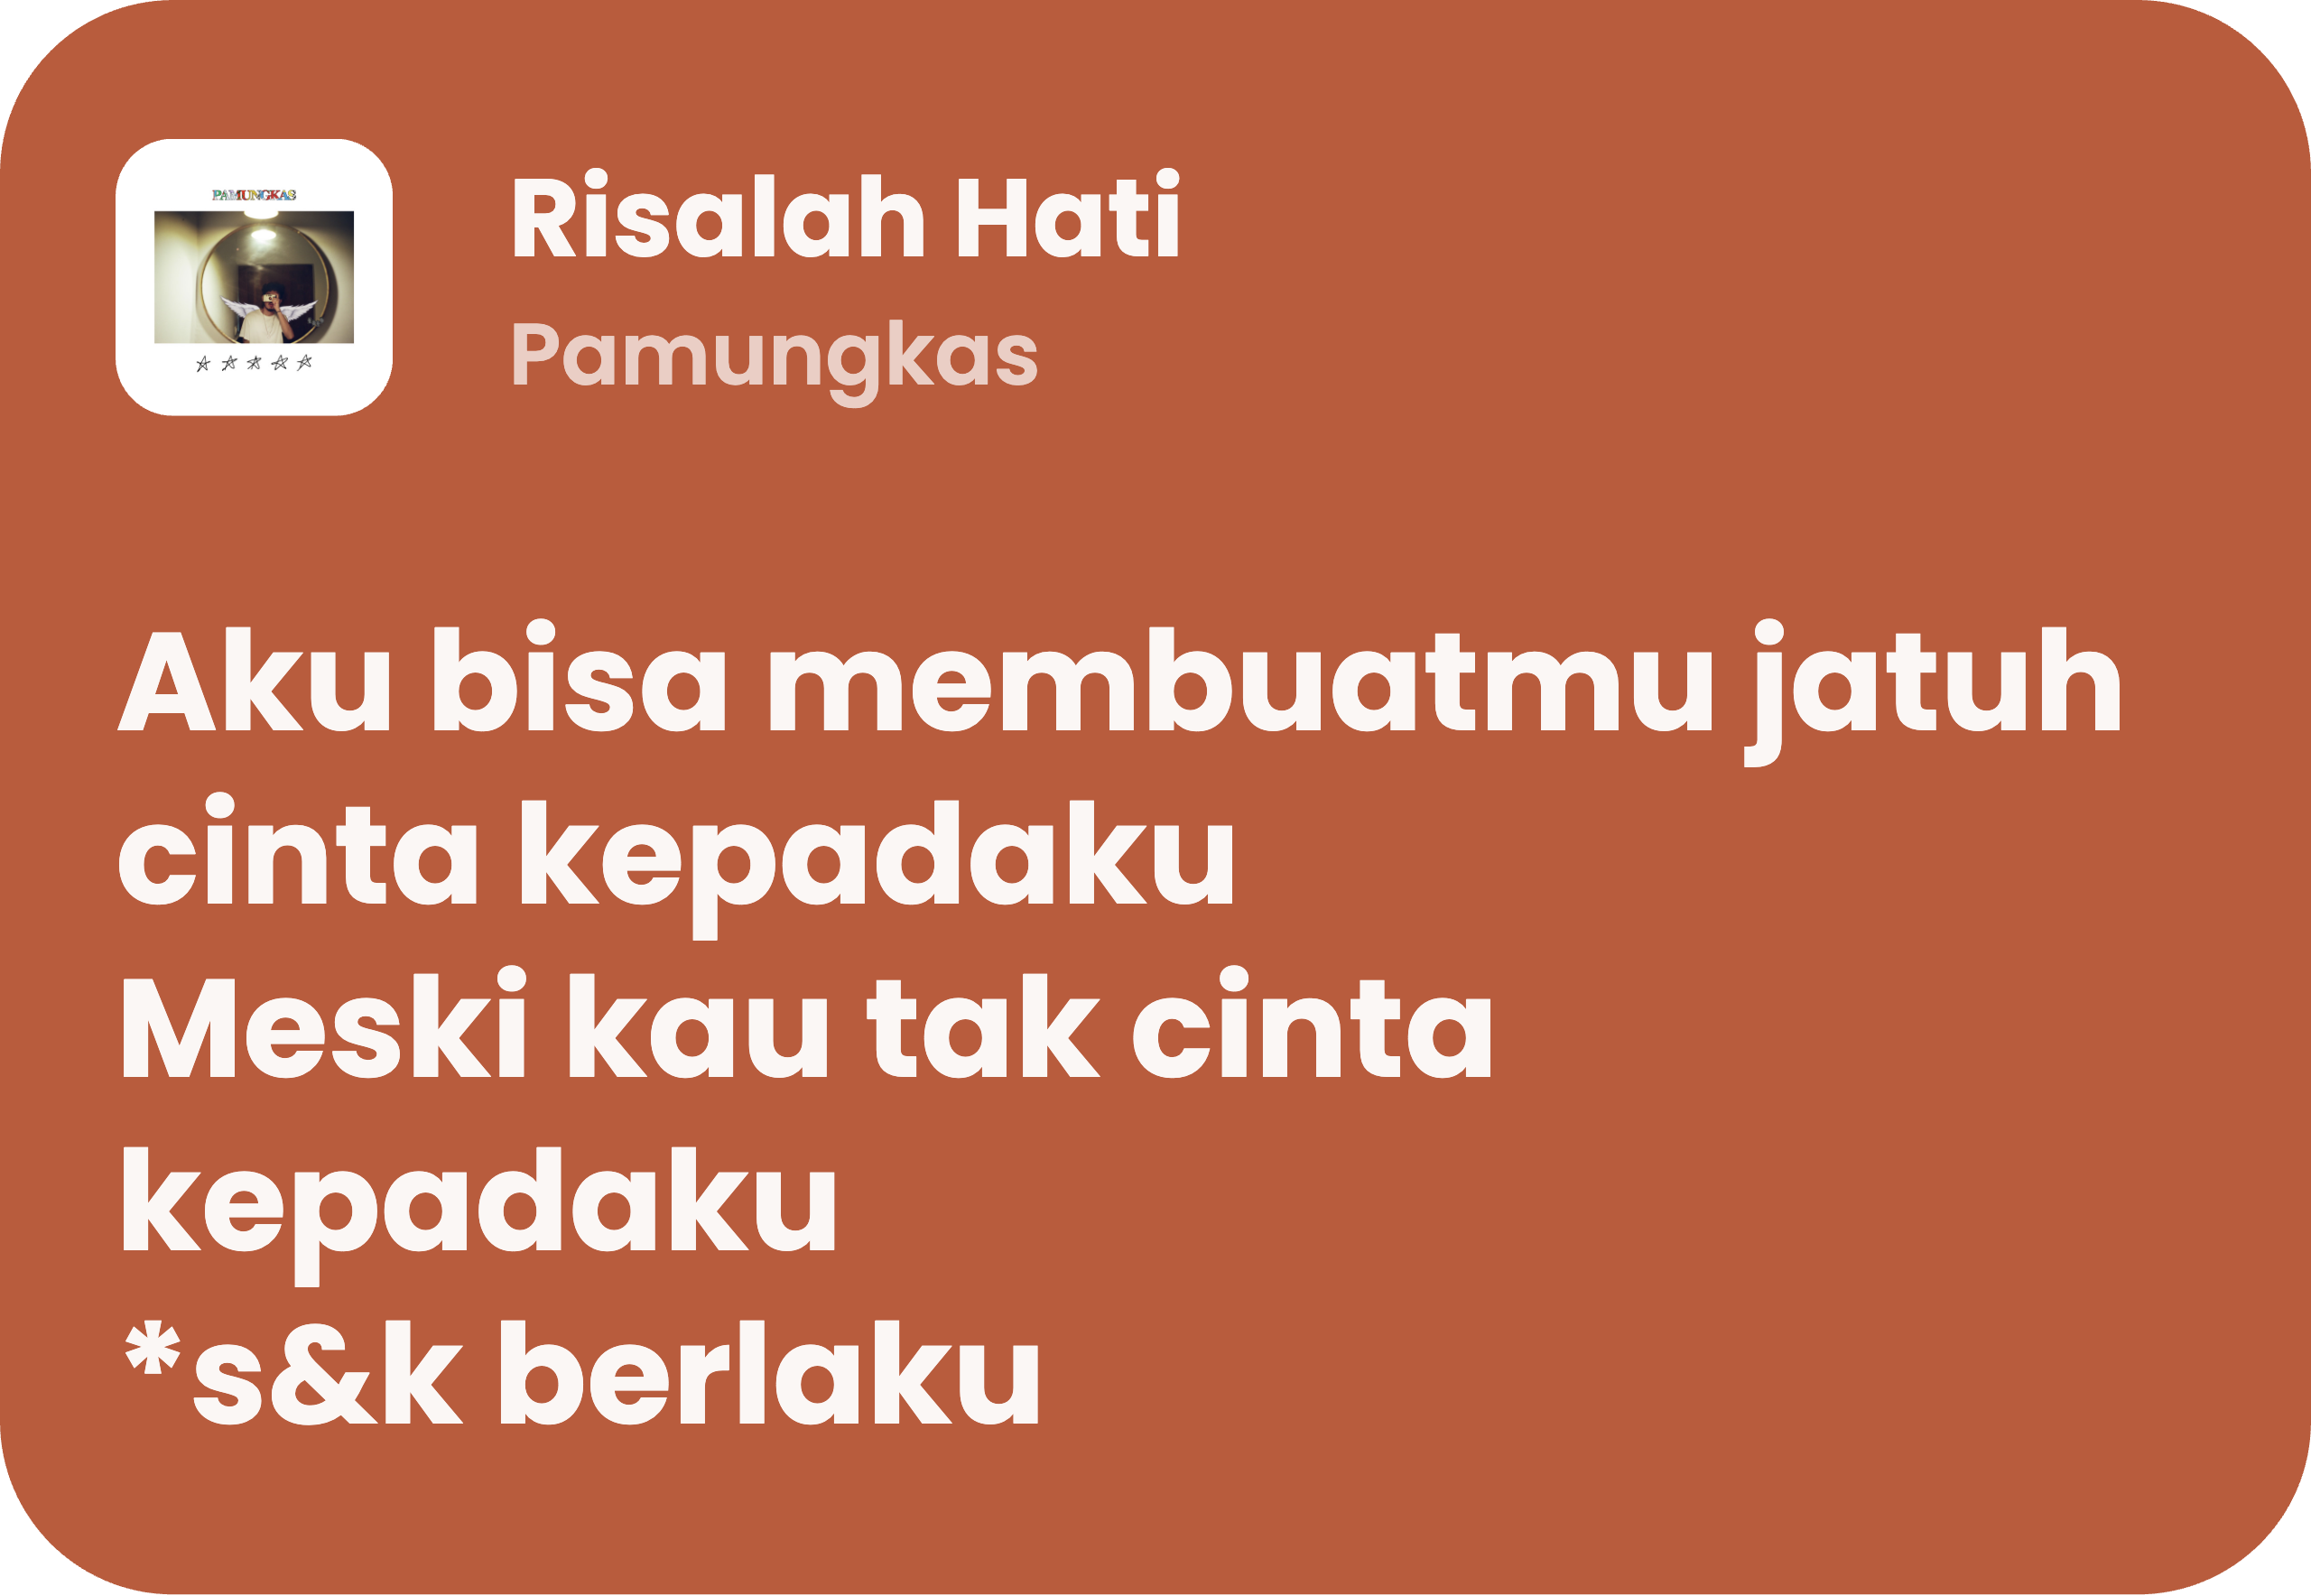 PAMUNGKAS
Risalah Hati
Pamungkas
Aku bisa membuatmu jatuh
cinta kepadaku
Meski kau tak cinta
kepadaku
*s&k berlaku